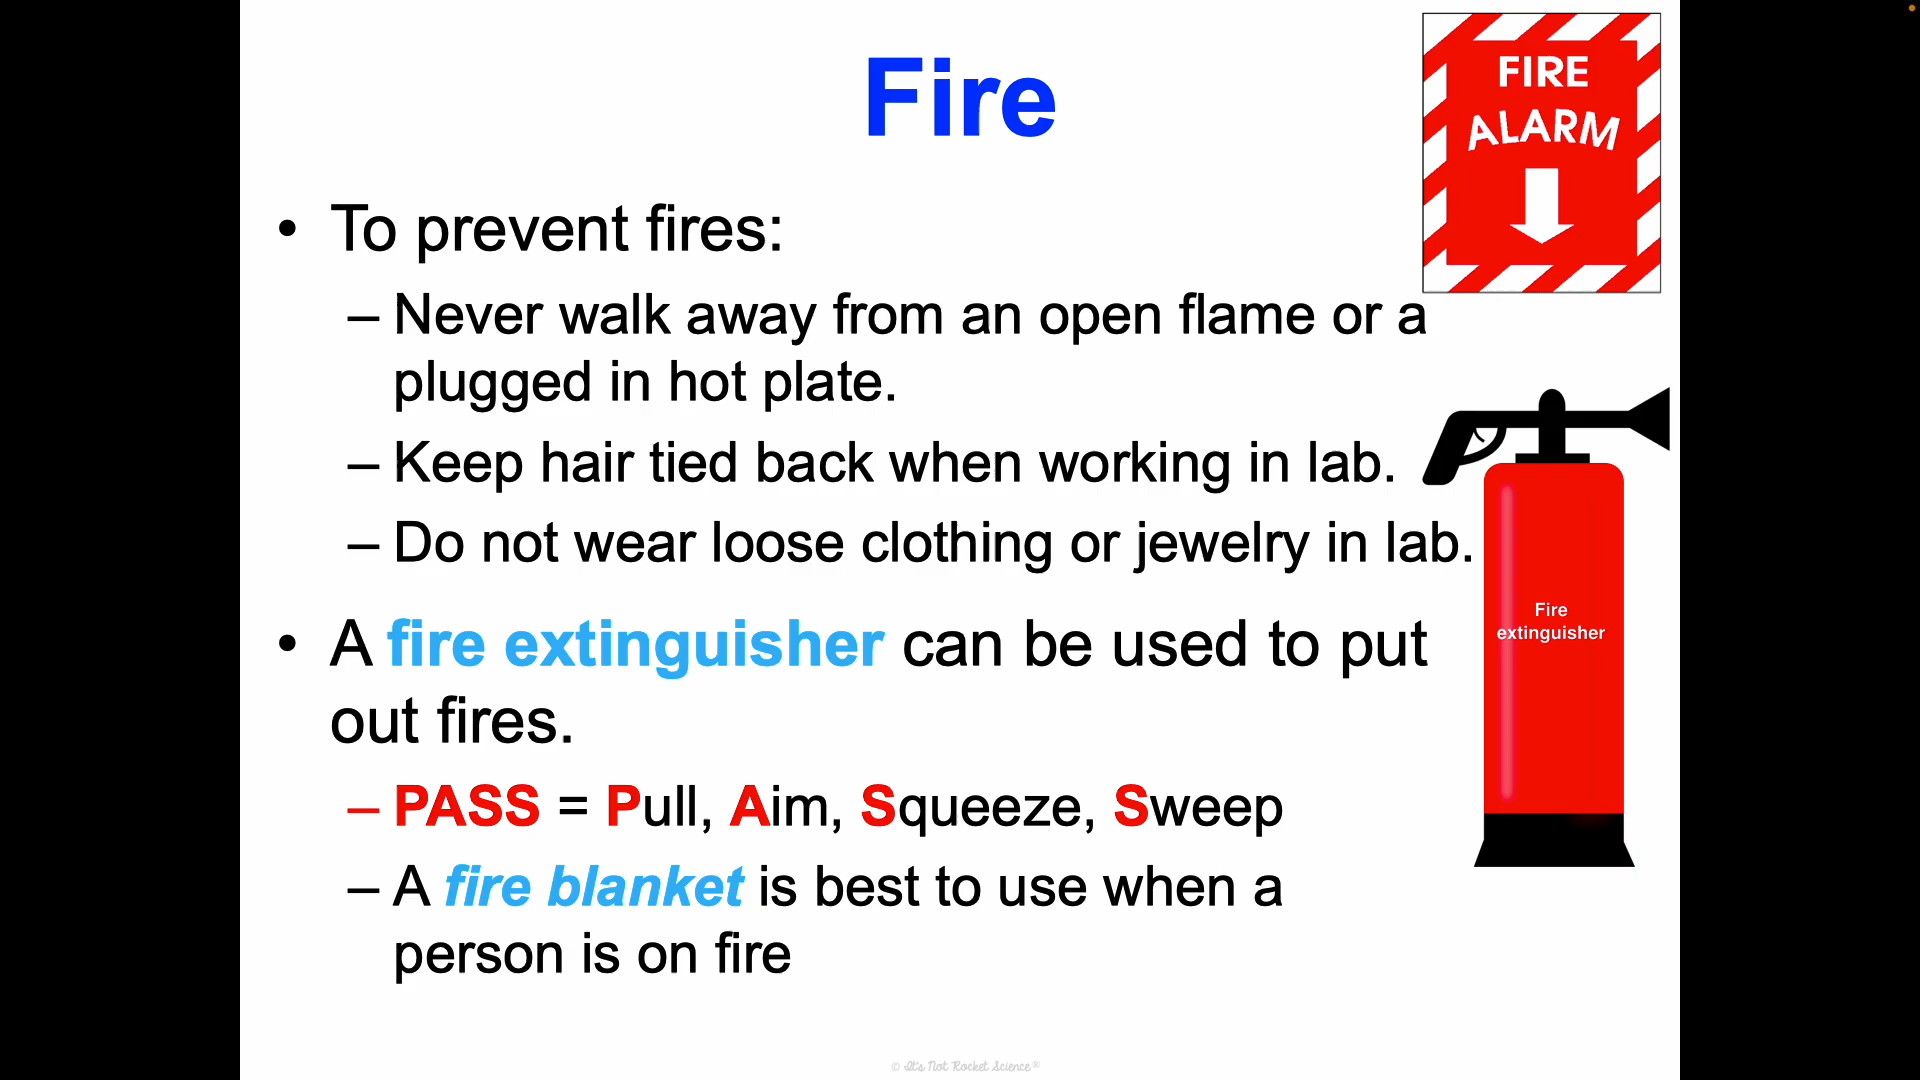 Fire
FIRE
ALARM
• To prevent fires:
– Never walk away from an open flame or a
plugged in hot plate.
– Keep hair tied back when working in lab.
– Do not wear loose clothing or jewelry in lab.
• A fire extinguisher can be used to put
out fires.
Fire
extinguisher
– PASS = Pull, Aim, Squeeze, Sweep
– A fire blanket is best to use when a
person is on fire
© It's Not Rocket Science®